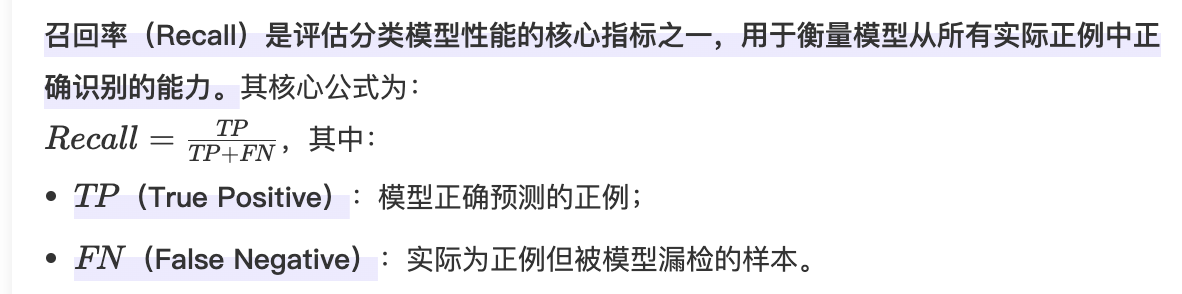 召回率（Recall）是评估分类模型性能的核心指标之一，用于衡量模型从所有实际正例中正
确识别的能力。其核心公式为：
Recall = TP/(TP+FN)，其中：
• TP（True Positive）：模型正确预测的正例；
• FN（False Negative）：实际为正例但被模型漏检的样本。